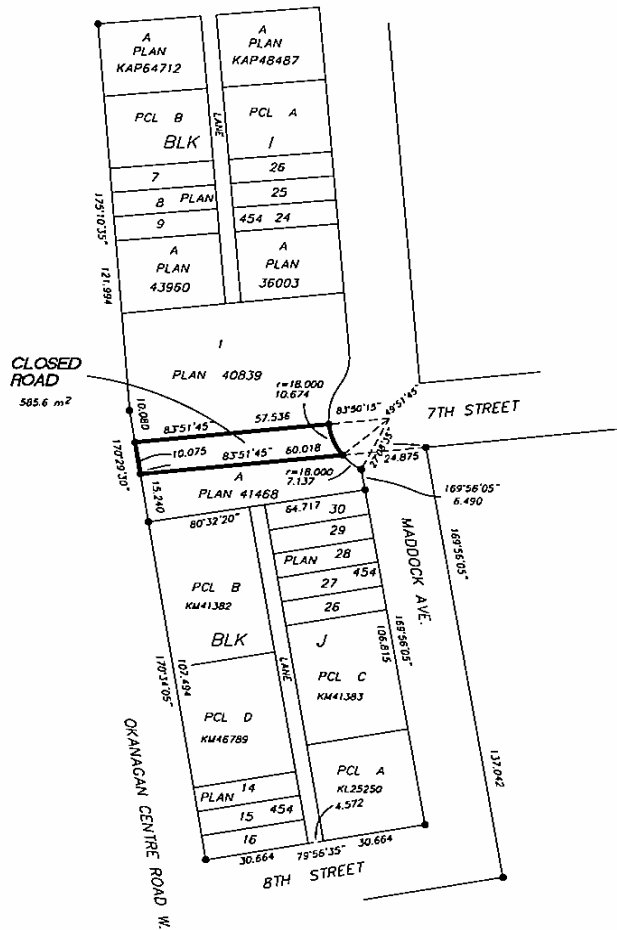 A
PLAN
KAP64712
A
PLAN
KAP48487
PCL B
PCL A
LANE
BLK I
7
26
8 PLAN
25
9
454 24
175°10'35"
A
PLAN
43960
A
PLAN
36003
121.994
1
PLAN 40839
CLOSED
ROAD
585.6 m²
r=18.000
10.674
10.080
83°51'45"
57.536
83°50'15"
49°51'45"
7TH STREET
10.075
83°51'45"
60.018
24.875
170°29'30"
15.240
A
PLAN 41468
r=18.000
7.137
169°56'05"
6.490
80°32'20"
64.717
30
29
PLAN 28
27 454
26
MADDOCK AVE.
169°56'05"
PCL B
KM41382
BLK J
169°56'05"
106.815
LANE
170°34'05"
107.494
PCL C
KM41383
PCL D
KM46789
137.042
OKANAGAN CENTRE ROAD W.
PLAN 14
15 454
16
PCL A
KL25250
4.572
30.664
79°56'35"
30.664
8TH STREET